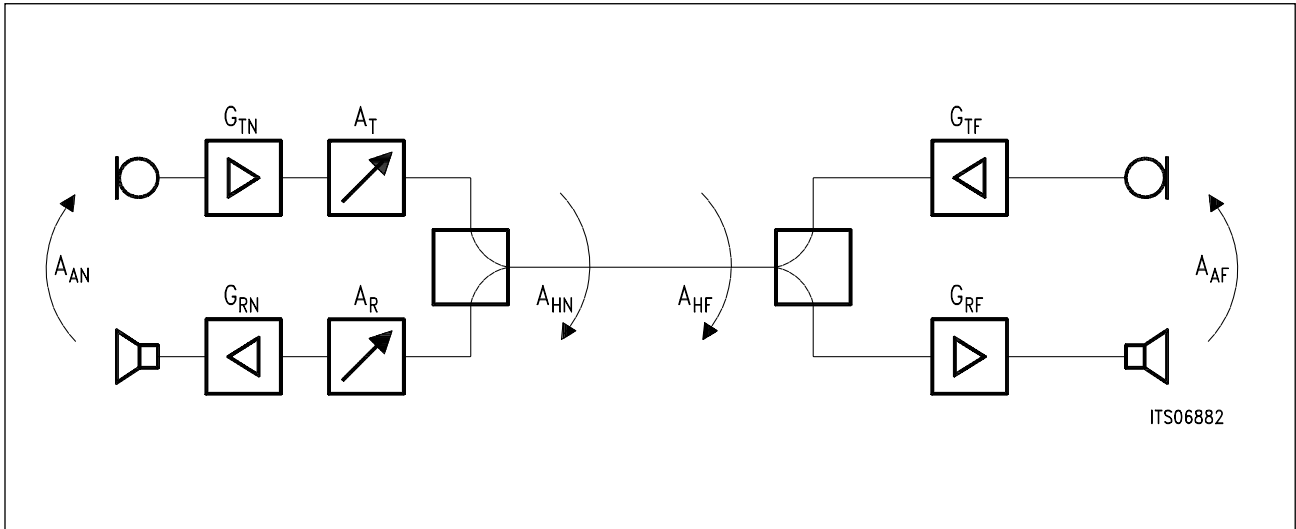 G_TN A_T G_TF
A_AN A_HN A_HF A_AF
G_RN A_R G_RF
ITS06882